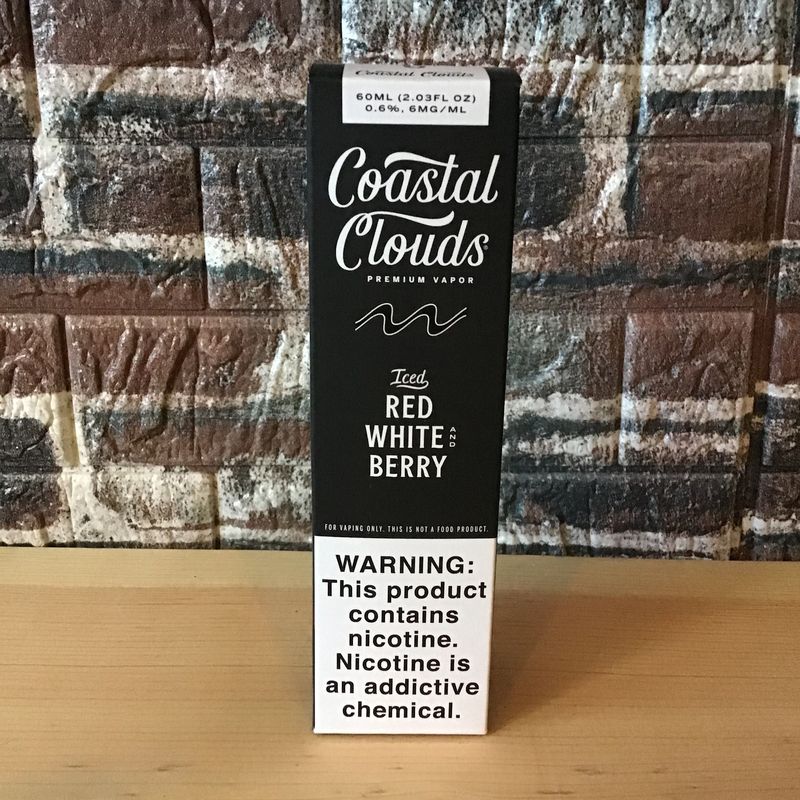 Coastal Clouds
60ML (2.03FL OZ)
0.6%, 6MG/ML
Coastal
Clouds
PREMIUM VAPOR
Iced
RED
WHITE AND
BERRY
FOR VAPING ONLY. THIS IS NOT A FOOD PRODUCT.
WARNING:
This product
contains
nicotine.
Nicotine is
an addictive
chemical.